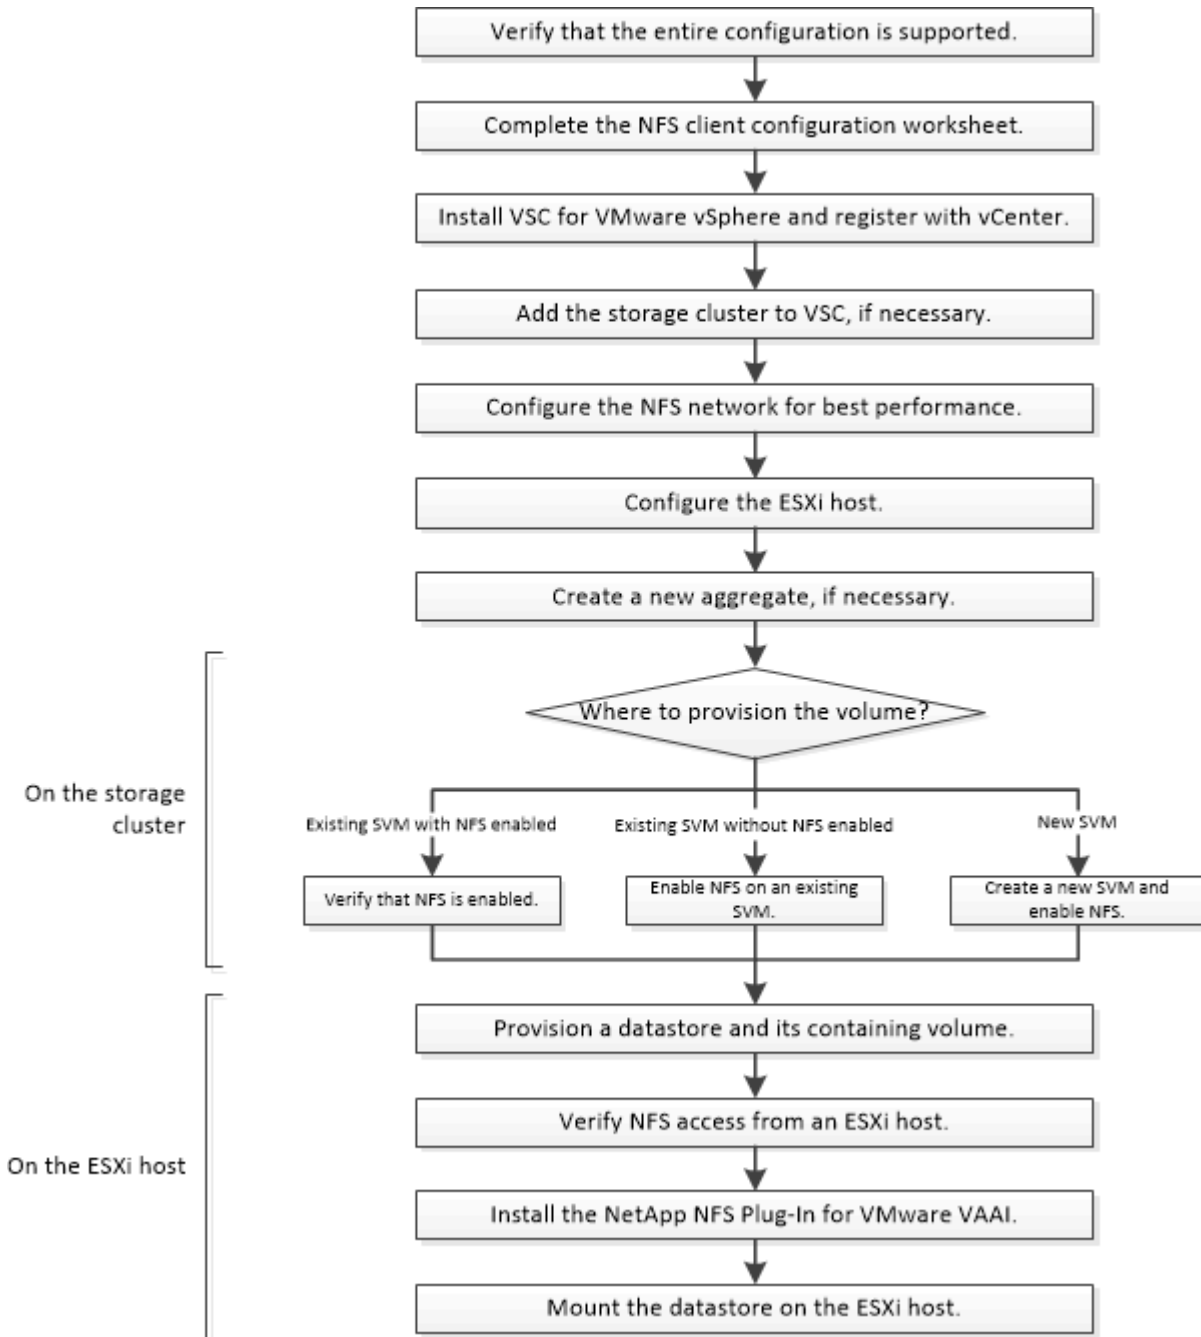 Verify that the entire configuration is supported.
Complete the NFS client configuration worksheet.
Install VSC for VMware vSphere and register with vCenter.
Add the storage cluster to VSC, if necessary.
Configure the NFS network for best performance.
Configure the ESXi host.
Create a new aggregate, if necessary.
Where to provision the volume?
On the storage
cluster
Existing SVM with NFS enabled
Existing SVM without NFS enabled
New SVM
Verify that NFS is enabled.
Enable NFS on an existing
SVM.
Create a new SVM and
enable NFS.
Provision a datastore and its containing volume.
Verify NFS access from an ESXi host.
On the ESXi host
Install the NetApp NFS Plug-In for VMware VAAI.
Mount the datastore on the ESXi host.